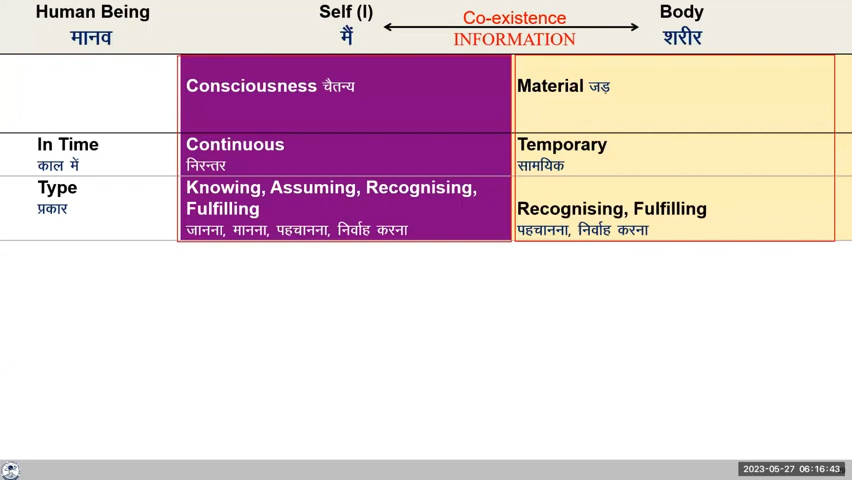 Human Being Self (I) Co-existence Body
मानव मैं INFORMATION शरीर
Consciousness चैतन्य Material जड़
In Time Continuous Temporary
काल में निरन्तर सामयिक
Type Knowing, Assuming, Recognising,
प्रकार Fulfilling Recognising, Fulfilling
जानना, मानना, पहचानना, निर्वाह करना पहचानना, निर्वाह करना
2023-05-27 06:16:43